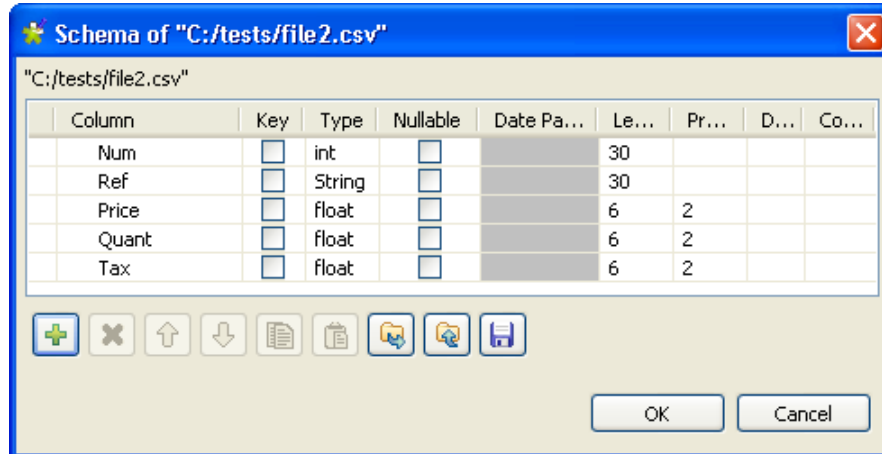 Schema of "C:/tests/file2.csv"
"C:/tests/file2.csv"
Column Key Type Nullable Date Pa... Le... Pr... D... Co...
Num int 30
Ref String 30
Price float 6 2
Quant float 6 2
Tax float 6 2
OK Cancel